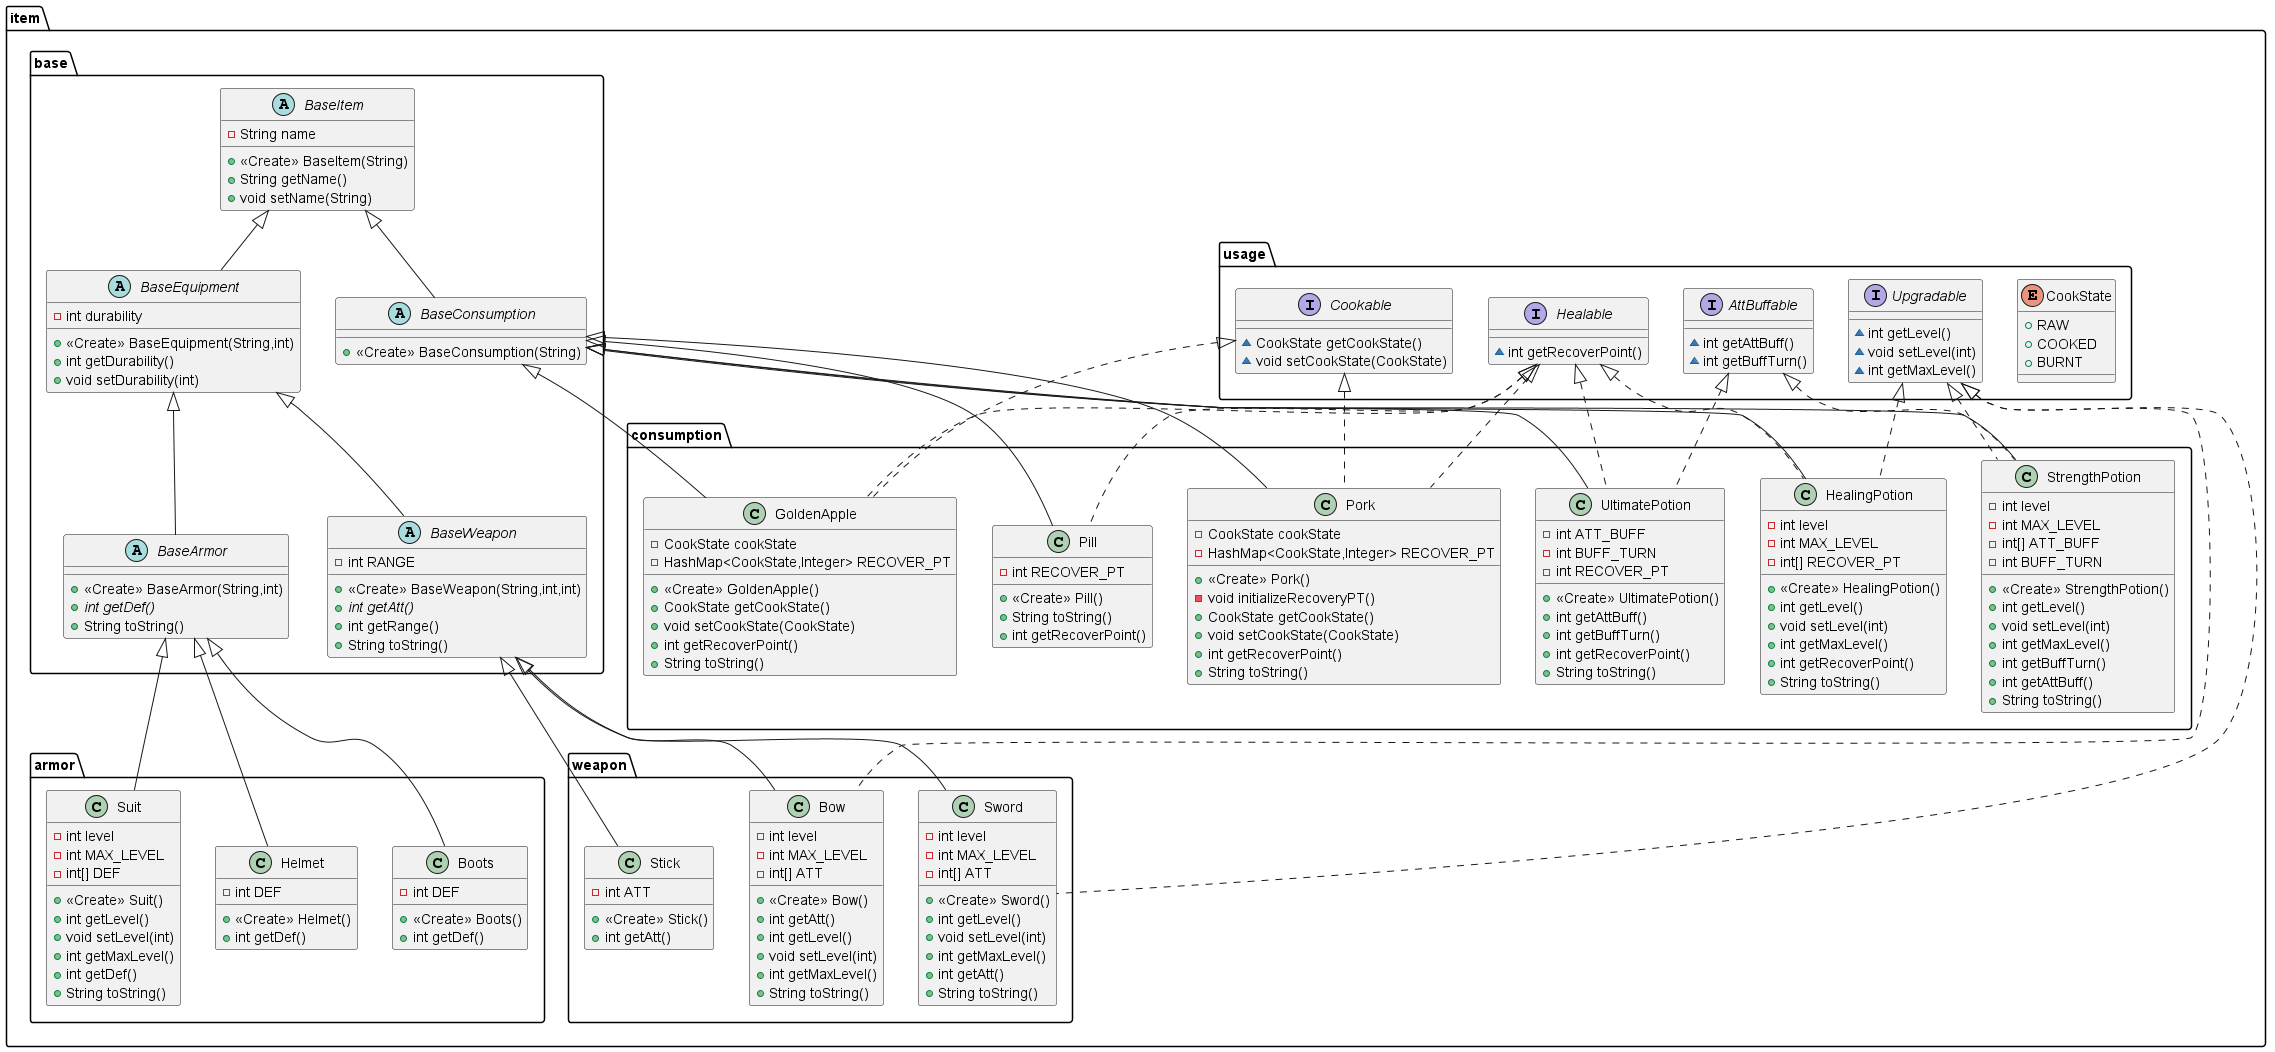 item
base
A BaseItem
String name
«Create» BaseItem(String)
String getName()
void setName(String)
A BaseEquipment
int durability
«Create» BaseEquipment(String,int)
int getDurability()
void setDurability(int)
A BaseConsumption
«Create» BaseConsumption(String)
A BaseArmor
«Create» BaseArmor(String,int)
int getDef()
String toString()
A BaseWeapon
int RANGE
«Create» BaseWeapon(String,int,int)
int getAtt()
int getRange()
String toString()
usage
I Cookable
CookState getCookState()
void setCookState(CookState)
I Healable
int getRecoverPoint()
I AttBuffable
int getAttBuff()
int getBuffTurn()
I Upgradable
int getLevel()
void setLevel(int)
int getMaxLevel()
E CookState
RAW
COOKED
BURNT
consumption
C GoldenApple
CookState cookState
HashMap<CookState,Integer> RECOVER_PT
«Create» GoldenApple()
CookState getCookState()
void setCookState(CookState)
int getRecoverPoint()
String toString()
C Pill
int RECOVER_PT
«Create» Pill()
String toString()
int getRecoverPoint()
C Pork
CookState cookState
HashMap<CookState,Integer> RECOVER_PT
«Create» Pork()
void initializeRecoveryPT()
CookState getCookState()
void setCookState(CookState)
int getRecoverPoint()
String toString()
C UltimatePotion
int ATT_BUFF
int BUFF_TURN
int RECOVER_PT
«Create» UltimatePotion()
int getAttBuff()
int getBuffTurn()
int getRecoverPoint()
String toString()
C HealingPotion
int level
int MAX_LEVEL
int[] RECOVER_PT
«Create» HealingPotion()
int getLevel()
void setLevel(int)
int getMaxLevel()
int getRecoverPoint()
String toString()
C StrengthPotion
int level
int MAX_LEVEL
int[] ATT_BUFF
int BUFF_TURN
«Create» StrengthPotion()
int getLevel()
void setLevel(int)
int getMaxLevel()
int getBuffTurn()
int getAttBuff()
String toString()
armor
C Suit
int level
int MAX_LEVEL
int[] DEF
«Create» Suit()
int getLevel()
void setLevel(int)
int getMaxLevel()
int getDef()
String toString()
C Helmet
int DEF
«Create» Helmet()
int getDef()
C Boots
int DEF
«Create» Boots()
int getDef()
weapon
C Stick
int ATT
«Create» Stick()
int getAtt()
C Bow
int level
int MAX_LEVEL
int[] ATT
«Create» Bow()
int getAtt()
int getLevel()
void setLevel(int)
int getMaxLevel()
String toString()
C Sword
int level
int MAX_LEVEL
int[] ATT
«Create» Sword()
int getLevel()
void setLevel(int)
int getMaxLevel()
int getAtt()
String toString()